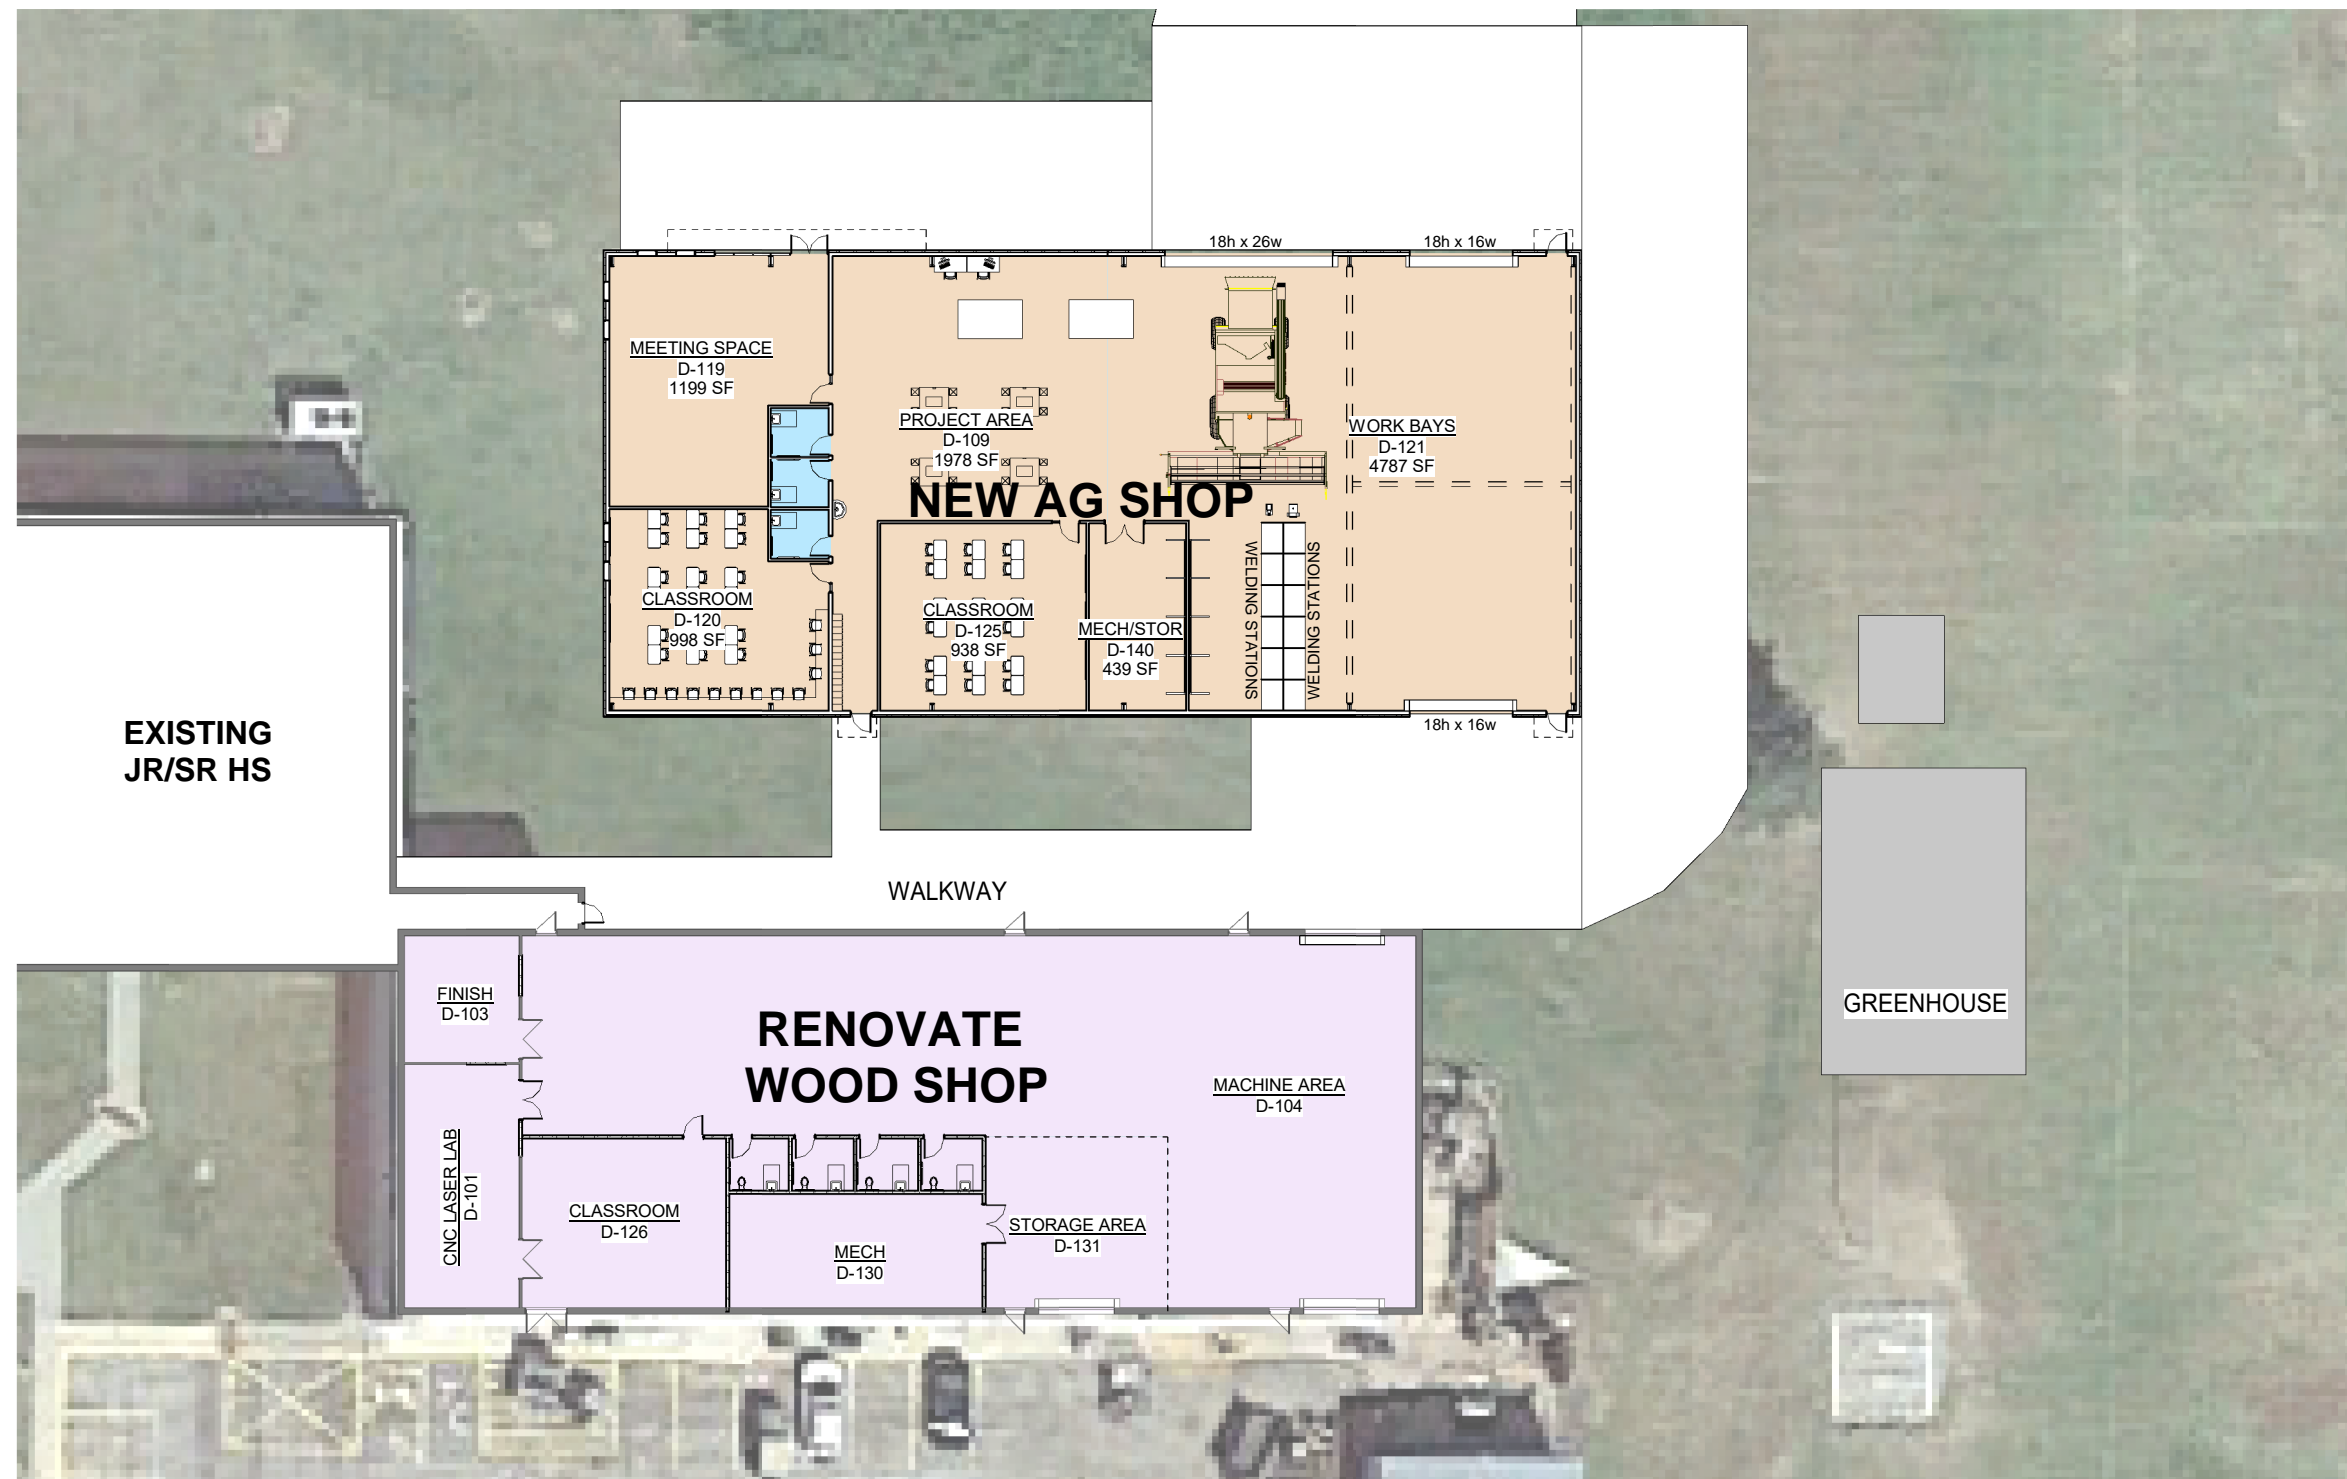 18h x 26w
18h x 16w
MEETING SPACE
D-119
1199 SF
PROJECT AREA
D-109
1978 SF
WORK BAYS
D-121
4787 SF
NEW AG SHOP
WELDING STATIONS
WELDING STATIONS
CLASSROOM
D-120
998 SF
CLASSROOM
D-125
938 SF
MECH/STOR
D-140
439 SF
18h x 16w
EXISTING
JR/SR HS
WALKWAY
FINISH
D-103
RENOVATE
WOOD SHOP
GREENHOUSE
MACHINE AREA
D-104
CNC LASER LAB
D-101
CLASSROOM
D-126
MECH
D-130
STORAGE AREA
D-131